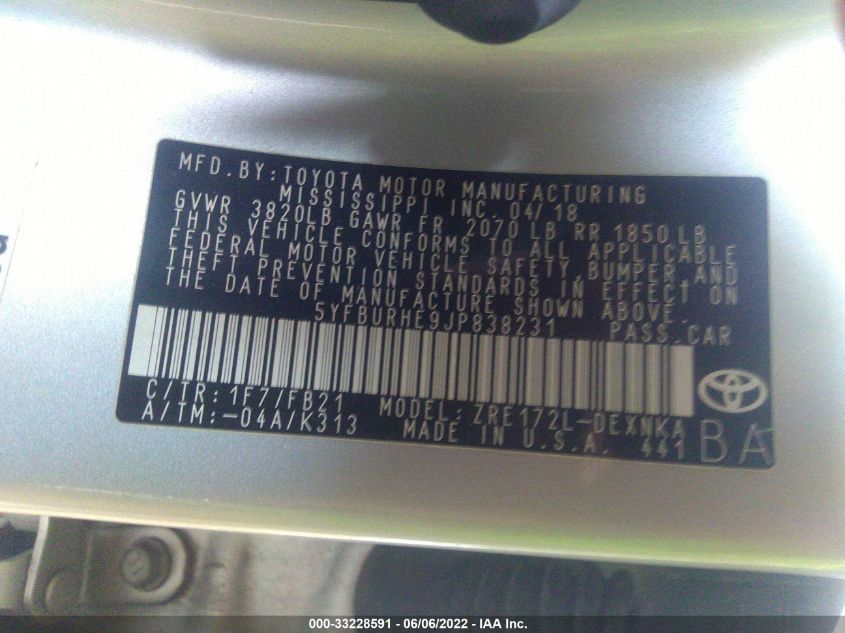 MFD.BY:TOYOTA MOTOR MANUFACTURING
MISSISSIPPI INC. 04/18
GVWR 3820LB GAWR FR 2070 LB RR 1850LB
THIS VEHICLE CONFORMS TO ALL APPLICABLE
FEDERAL MOTOR VEHICLE SAFETY,BUMPER AND
THEFT PREVENTION STANDARDS IN EFFECT ON
THE DATE OF MANUFACTURE SHOWN ABOVE.
5YFBURHE9JP838231 PASS.CAR
C/TR:1F7/FB21 MODEL:ZRE172L-DEXNKA
A/TM:-04A/K313 MADE IN U.S.A. 441
BA
000-33228591 - 06/06/2022 - IAA Inc.